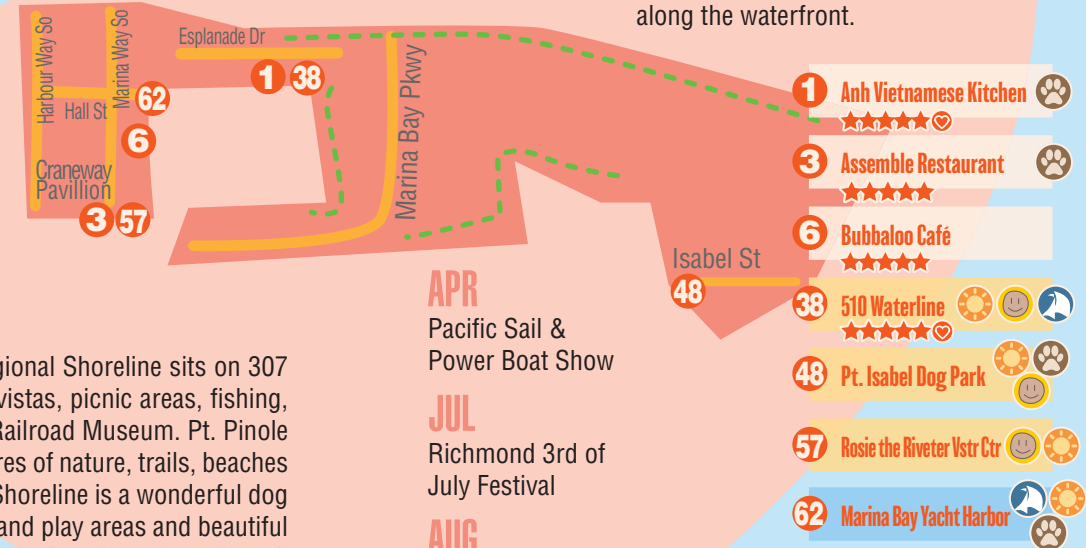 along the waterfront.
Harbour Way So
Marina Way So
Esplanade Dr
Hall St
Marina Bay Pkwy
Craneway
Pavillion
Isabel St
1
38
62
6
3
57
48
1 Anh Vietnamese Kitchen
3 Assemble Restaurant
6 Bubbaloo Café
38 510 Waterline
48 Pt. Isabel Dog Park
57 Rosie the Riveter Vstr Ctr
62 Marina Bay Yacht Harbor
gional Shoreline sits on 307
vistas, picnic areas, fishing,
Railroad Museum. Pt. Pinole
res of nature, trails, beaches
Shoreline is a wonderful dog
and play areas and beautiful
APR
Pacific Sail &
Power Boat Show
JUL
Richmond 3rd of
July Festival
AUG